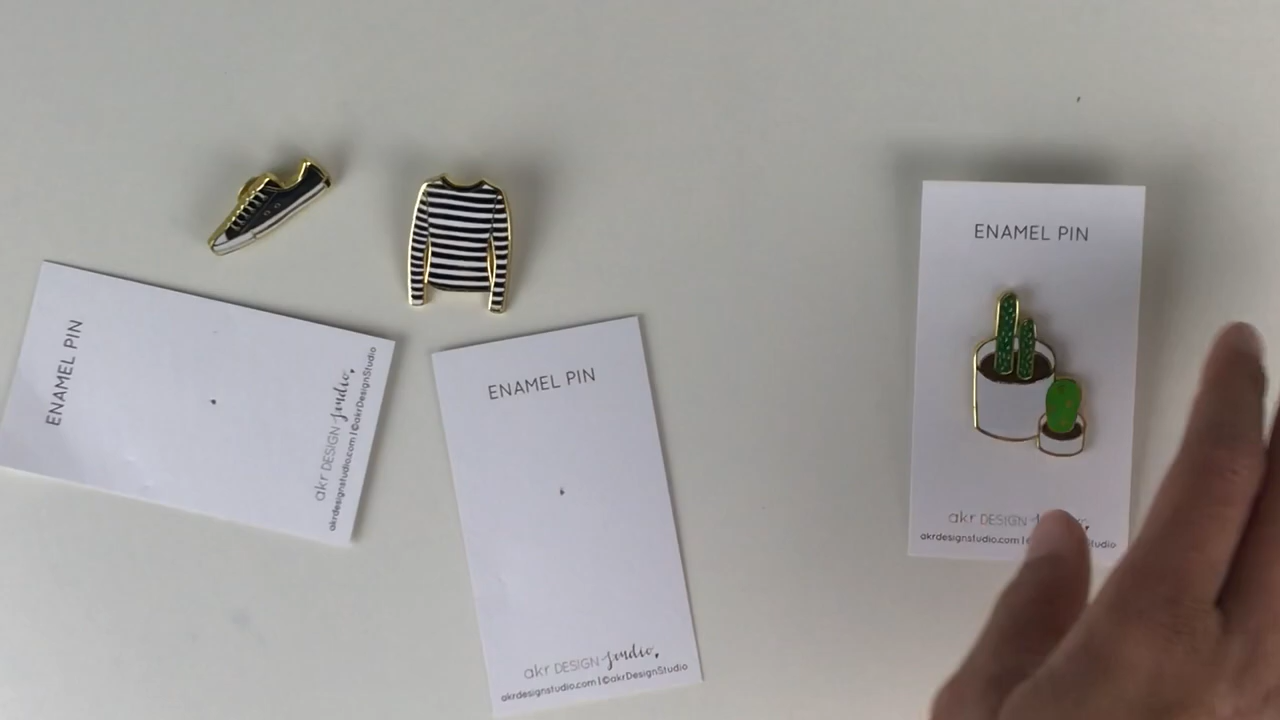 ENAMEL PIN
akr DESIGN studio
akrdesignstudio.com | @akrDesignStudio
ENAMEL PIN
akr DESIGN studio
akrdesignstudio.com | @akrDesignStudio
ENAMEL PIN
akr DESIGN
akrdesignstudio.com